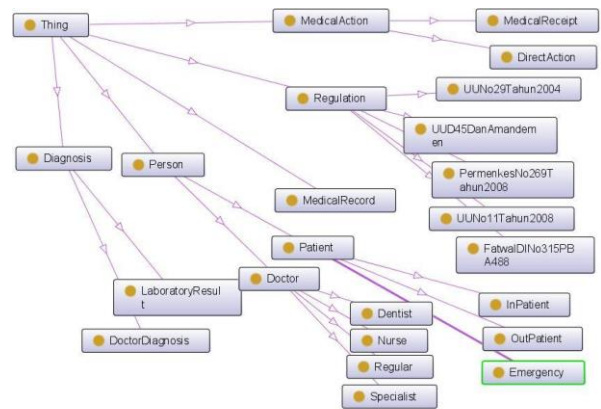 Thing
MedicalAction
MedicalReceipt
DirectAction
Regulation
UUNo29Tahun2004
UUD45DanAmandem
en
Diagnosis
Person
PermenkesNo269T
ahun2008
MedicalRecord
UUNo11Tahun2008
Patient
FatwaIDINo315PB
A488
Doctor
LaboratoryResul
t
InPatient
Dentist
DoctorDiagnosis
Nurse
OutPatient
Regular
Emergency
Specialist